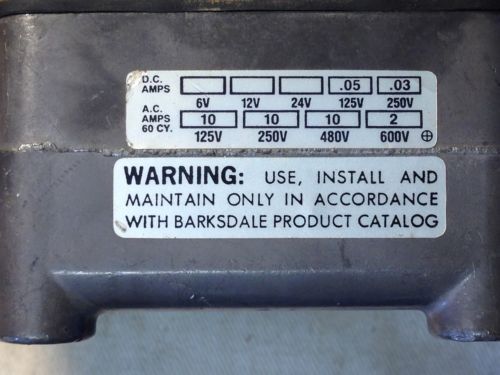 D.C. AMPS .05 .03
6V 12V 24V 125V 250V
A.C. AMPS 60 CY. 10 10 10 2
125V 250V 480V 600V
WARNING: USE, INSTALL AND
MAINTAIN ONLY IN ACCORDANCE
WITH BARKSDALE PRODUCT CATALOG